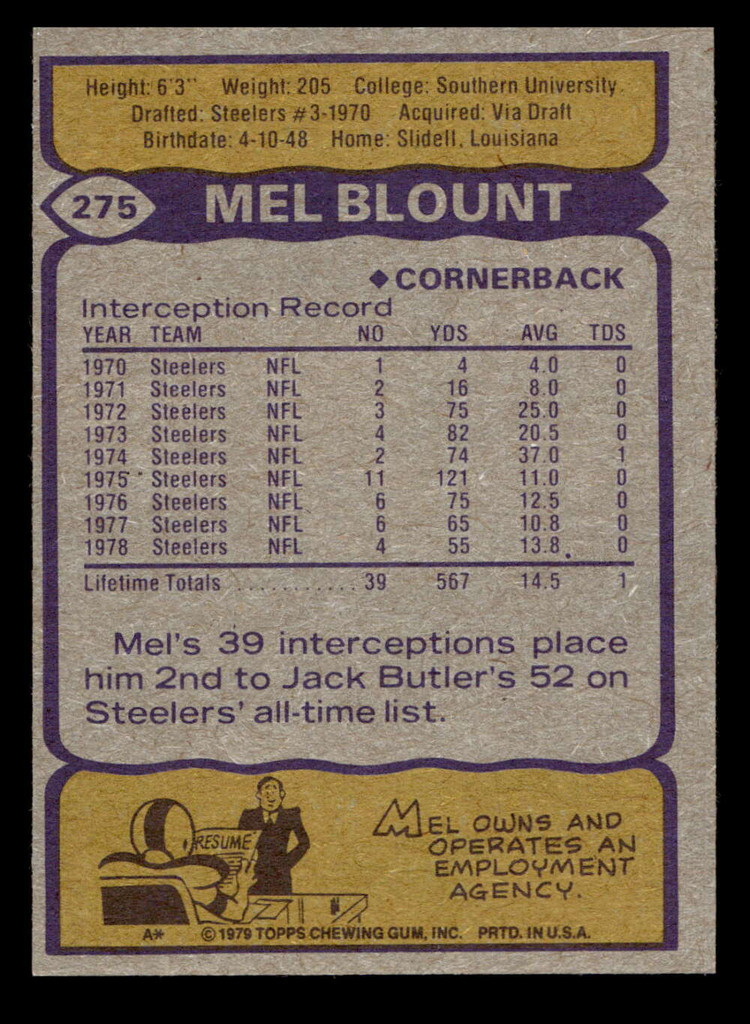 Height: 6'3" Weight: 205 College: Southern University
Drafted: Steelers #3-1970 Acquired: Via Draft
Birthdate: 4-10-48 Home: Slidell, Louisiana
275 MEL BLOUNT
◆ CORNERBACK
Interception Record
YEAR TEAM NO YDS AVG TDS
1970 Steelers NFL 1 4 4.0 0
1971 Steelers NFL 2 16 8.0 0
1972 Steelers NFL 3 75 25.0 0
1973 Steelers NFL 4 82 20.5 0
1974 Steelers NFL 2 74 37.0 1
1975 Steelers NFL 11 121 11.0 0
1976 Steelers NFL 6 75 12.5 0
1977 Steelers NFL 6 65 10.8 0
1978 Steelers NFL 4 55 13.8 0
Lifetime Totals ........... 39 567 14.5 1
Mel's 39 interceptions place
him 2nd to Jack Butler's 52 on
Steelers' all-time list.
RESUME
MEL OWNS AND
OPERATES AN
EMPLOYMENT
AGENCY.
A* © 1979 TOPPS CHEWING GUM, INC. PRTD. IN U.S.A.